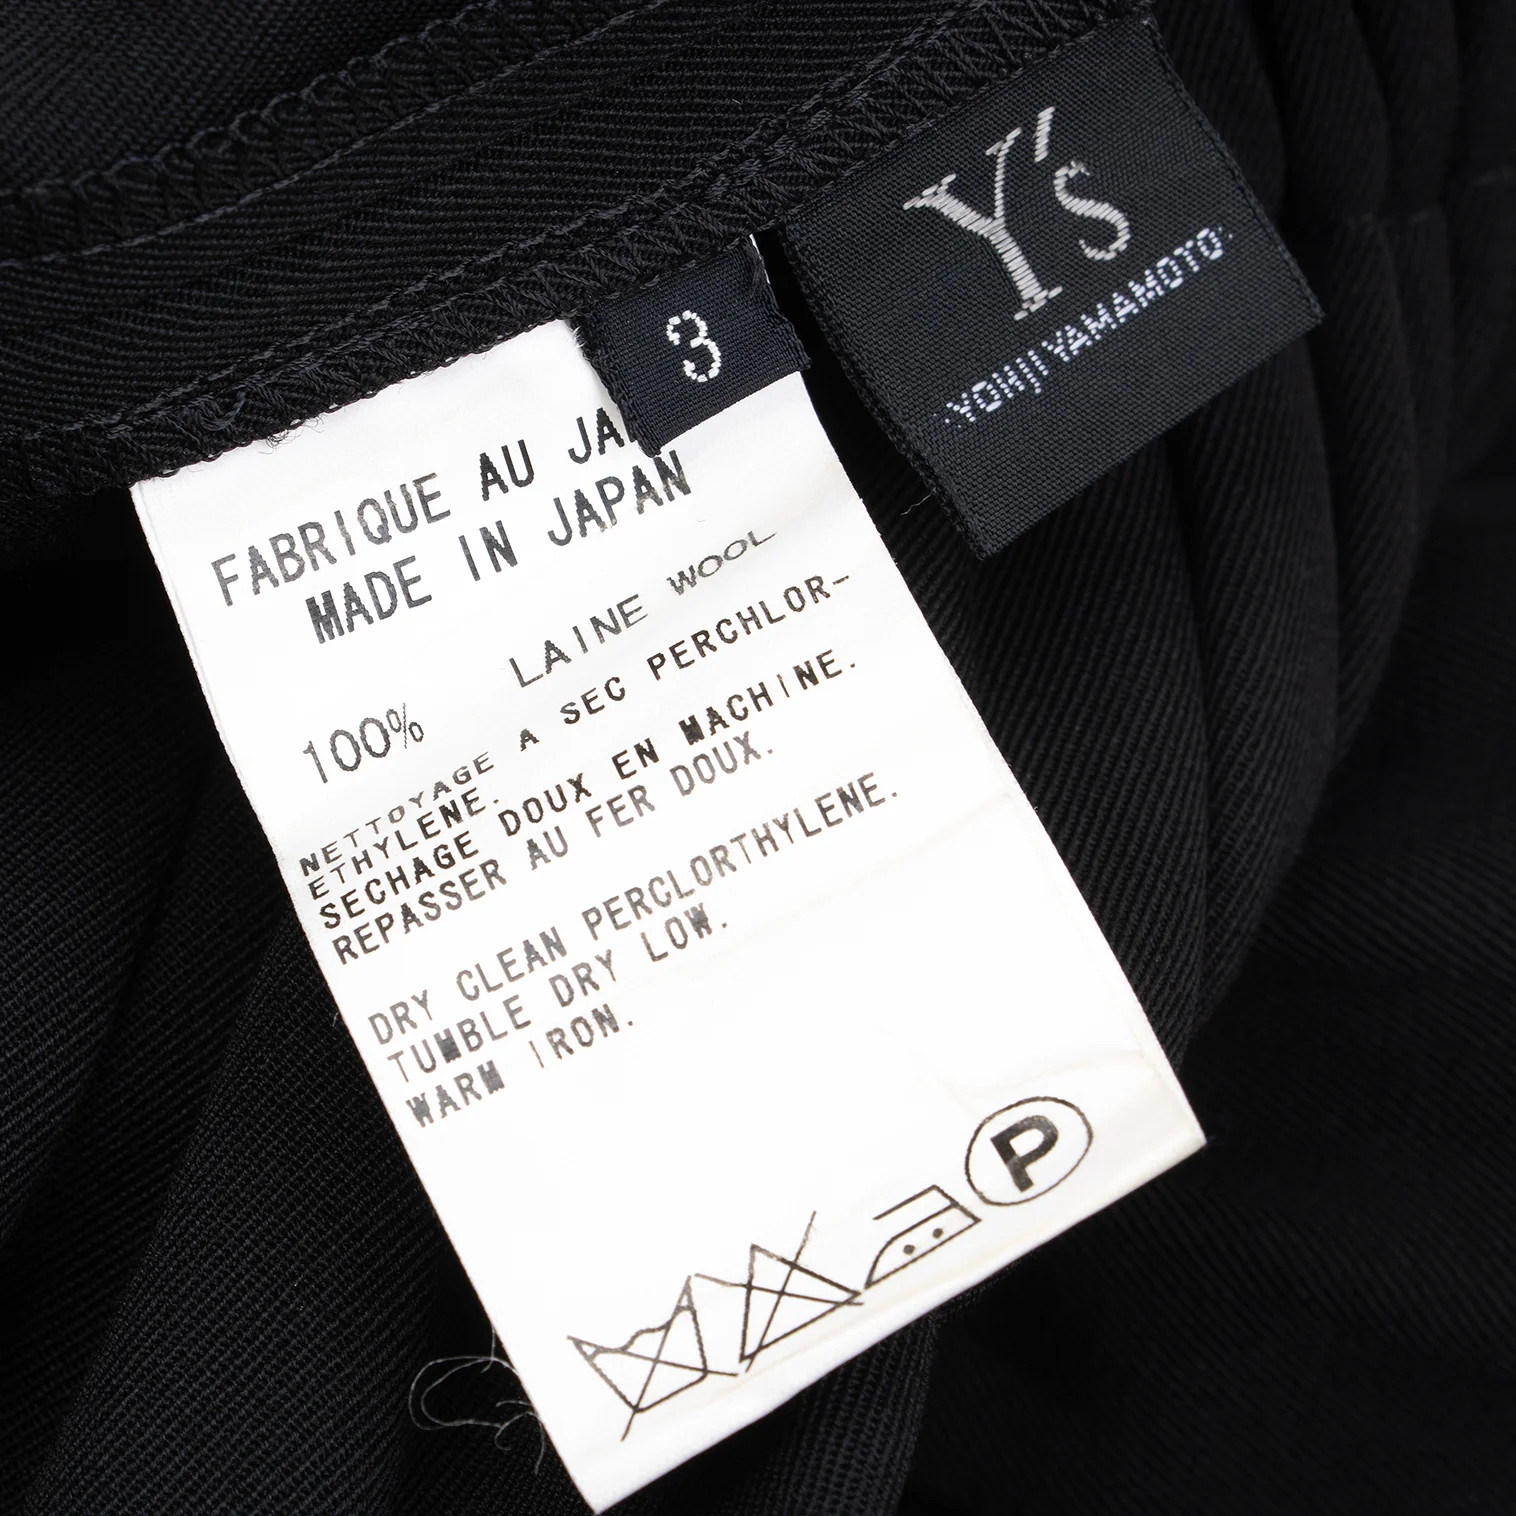 Y's
YOHJI YAMAMOTO
3
FABRIQUE AU JA
MADE IN JAPAN
100% LAINE WOOL
NETTOYAGE A SEC PERCHLOR-
ETHYLENE.
SECHAGE DOUX EN MACHINE.
REPASSER AU FER DOUX.
DRY CLEAN PERCLORTHYLENE.
TUMBLE DRY LOW.
WARM IRON.
P